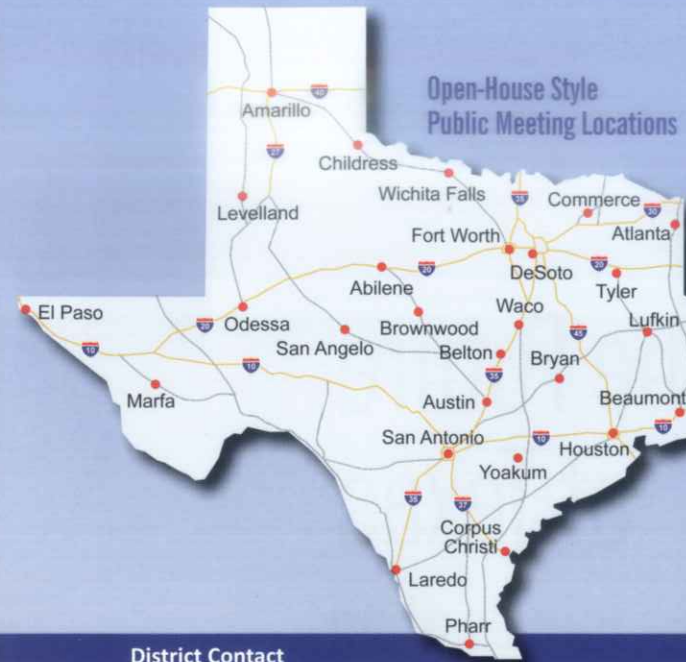 Open-House Style
Public Meeting Locations
40
Amarillo
27
Childress
Wichita Falls
35
Commerce
30
Levelland
Atlanta
Fort Worth
20
20
DeSoto
Abilene
Tyler
El Paso
Waco
Lufkin
20
Odessa
Brownwood
45
San Angelo
Belton
Bryan
10
10
35
Beaumont
Marfa
Austin
10
San Antonio
10
Houston
Yoakum
35
37
Corpus
Christi
Laredo
Pharr
District Contact